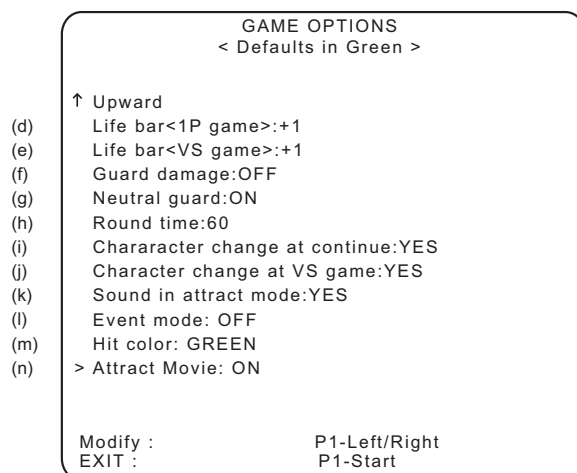 GAME OPTIONS
< Defaults in Green >
↑ Upward
(d) Life bar<1P game>:+1
(e) Life bar<VS game>:+1
(f) Guard damage:OFF
(g) Neutral guard:ON
(h) Round time:60
(i) Chararacter change at continue:YES
(j) Character change at VS game:YES
(k) Sound in attract mode:YES
(l) Event mode: OFF
(m) Hit color: GREEN
(n) > Attract Movie: ON
Modify : P1-Left/Right
EXIT : P1-Start